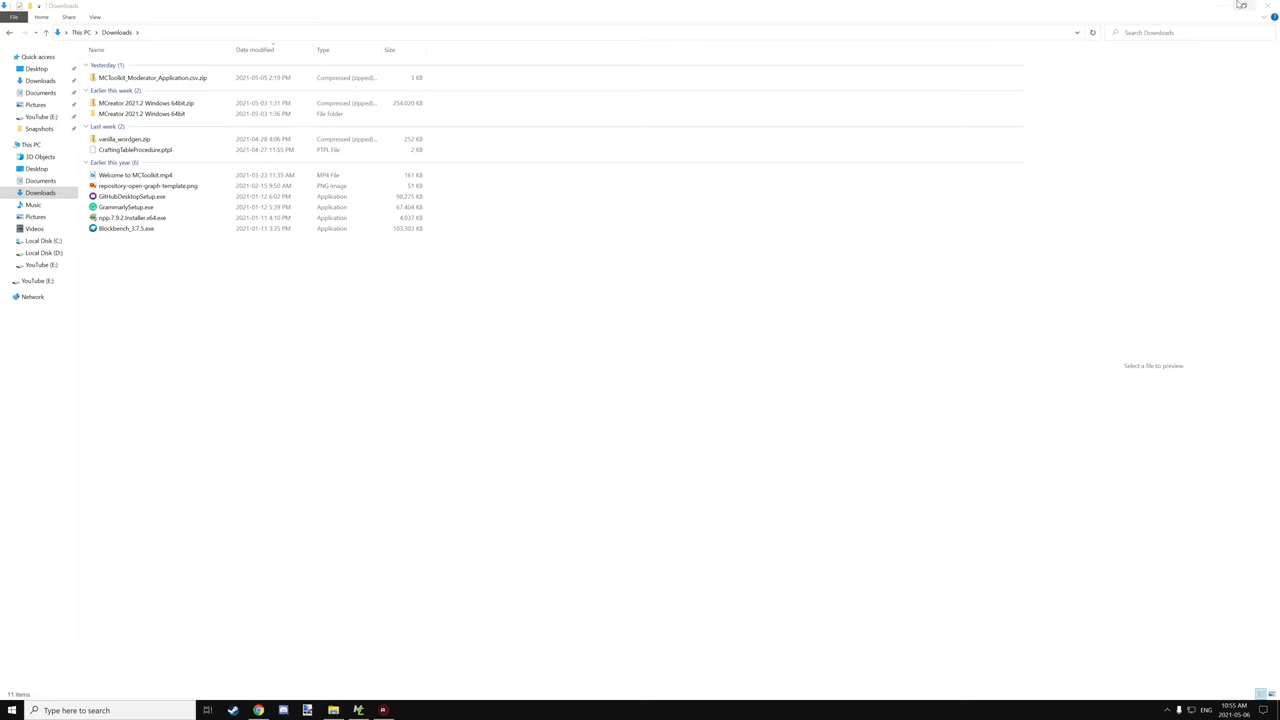 Downloads
File Home Share View
This PC Downloads
Search Downloads
Name Date modified Type Size
Quick access
Desktop
Downloads
Documents
Pictures
YouTube (E:)
Snapshots
This PC
3D Objects
Desktop
Documents
Downloads
Music
Pictures
Videos
Local Disk (C:)
Local Disk (D:)
YouTube (E:)
YouTube (E:)
Network
Yesterday (1)
MCToolkit_Moderator_Application.csv.zip 2021-05-05 2:19 PM Compressed (zipped)... 3 KB
Earlier this week (2)
MCreator 2021.2 Windows 64bit.zip 2021-05-03 1:31 PM Compressed (zipped)... 254,020 KB
MCreator 2021.2 Windows 64bit 2021-05-03 1:36 PM File folder
Last week (2)
vanilla_wordgen.zip 2021-04-28 4:06 PM Compressed (zipped)... 252 KB
CraftingTableProcedure.ptpl 2021-04-27 11:55 PM PTPL File 2 KB
Earlier this year (6)
Welcome to MCToolkit.mp4 2021-03-23 11:35 AM MP4 File 161 KB
repository-open-graph-template.png 2021-02-15 9:50 AM PNG image 51 KB
GitHubDesktopSetup.exe 2021-01-12 6:02 PM Application 98,275 KB
GrammarlySetup.exe 2021-01-12 5:39 PM Application 67,404 KB
npp.7.9.2.Installer.x64.exe 2021-01-11 4:10 PM Application 4,037 KB
Blockbench_3.7.5.exe 2021-01-11 3:35 PM Application 103,303 KB
Select a file to preview.
11 items
Type here to search
ENG
10:55 AM
2021-05-06